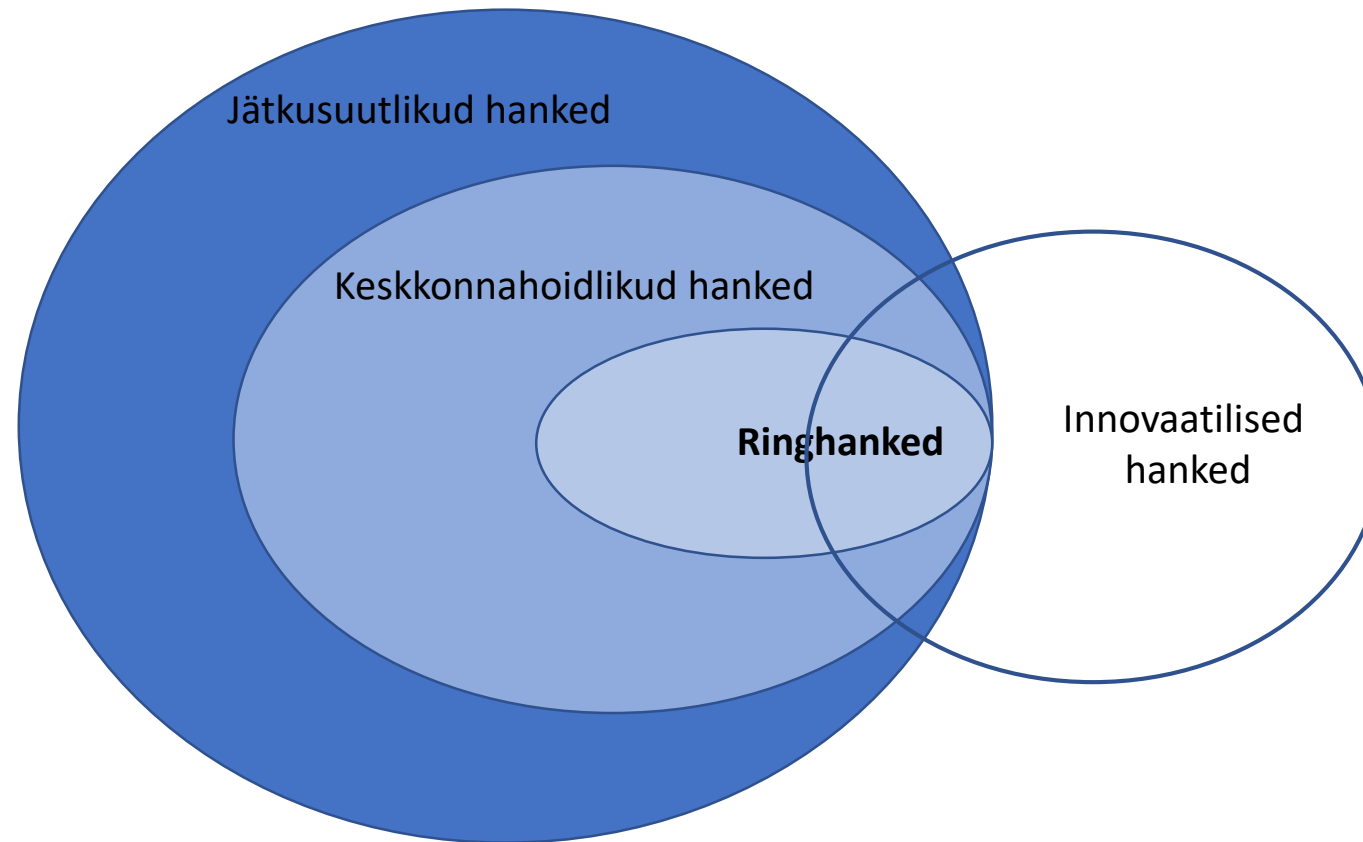 Jätkusuutlikud hanked
Keskkonnahoidlikud hanked
Ringhanked
Innovaatilised
hanked